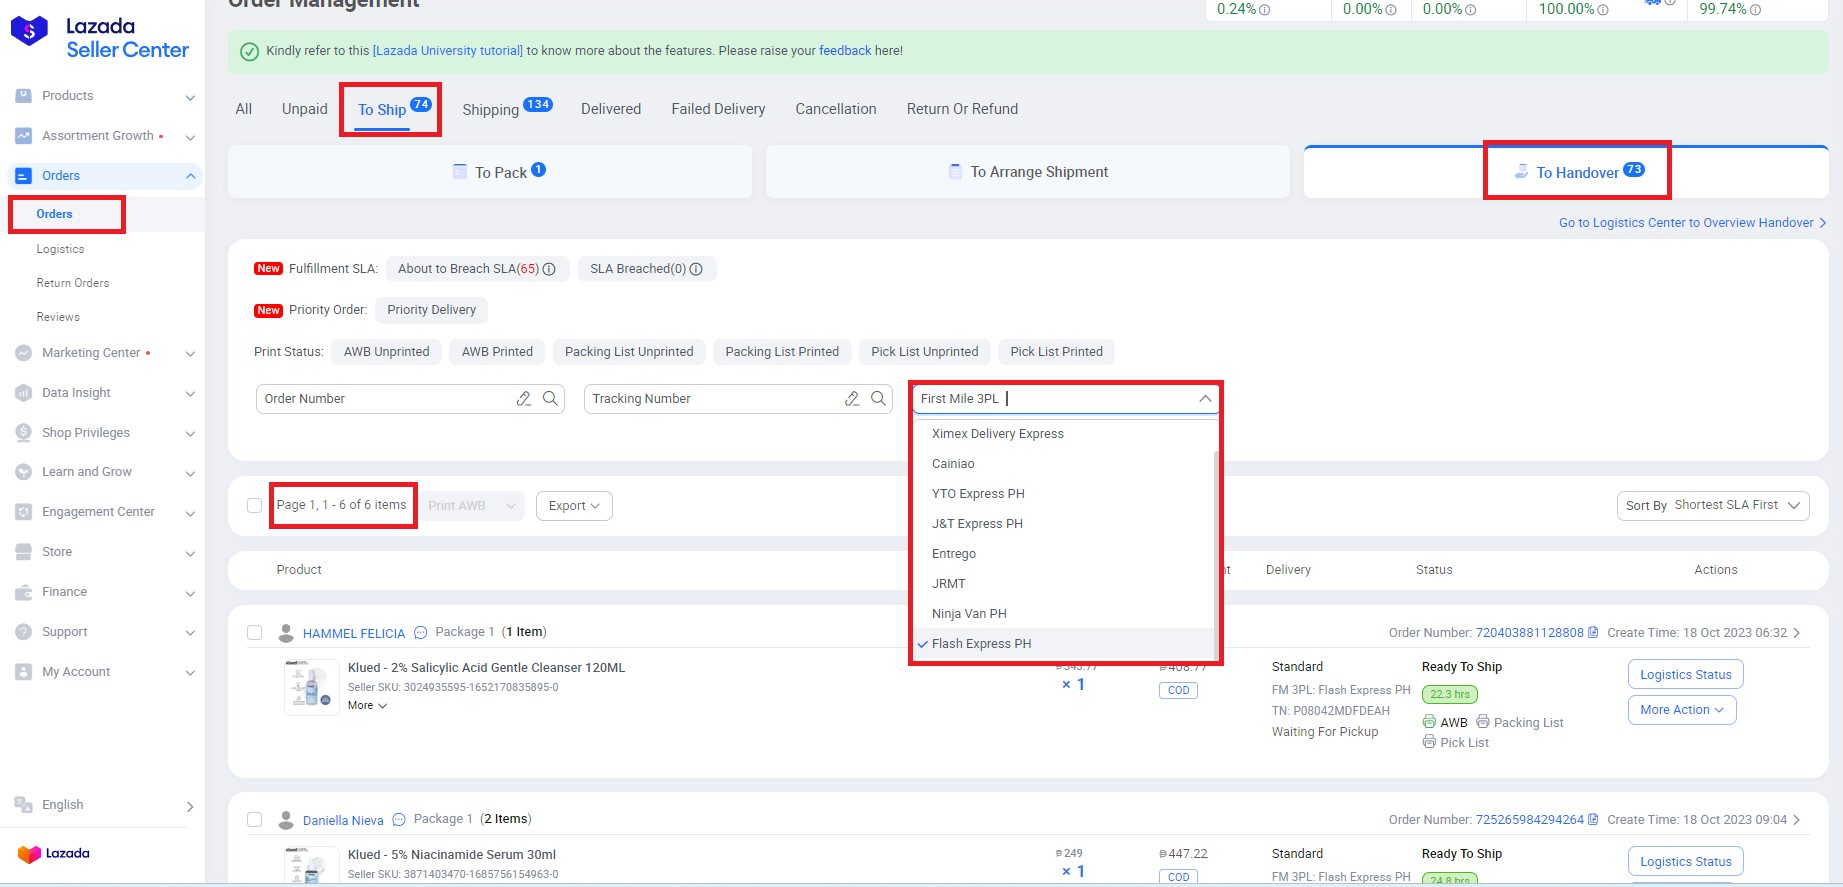 Order Management
Lazada
Seller Center
0.24%
0.00%
0.00%
100.00%
99.74%
Kindly refer to this [Lazada University tutorial] to know more about the features. Please raise your feedback here!
Products
Assortment Growth
Orders
Orders
Logistics
Return Orders
Reviews
Marketing Center
Data Insight
Shop Privileges
Learn and Grow
Engagement Center
Store
Finance
Support
My Account
English
Lazada
All
Unpaid
To Ship 74
Shipping 134
Delivered
Failed Delivery
Cancellation
Return Or Refund
To Pack 1
To Arrange Shipment
To Handover 73
Go to Logistics Center to Overview Handover
New Fulfillment SLA: About to Breach SLA(65) SLA Breached(0)
New Priority Order: Priority Delivery
Print Status: AWB Unprinted AWB Printed Packing List Unprinted Packing List Printed Pick List Unprinted Pick List Printed
Order Number
Tracking Number
First Mile 3PL
Ximex Delivery Express
Cainiao
YTO Express PH
J&T Express PH
Entrego
JRMT
Ninja Van PH
Flash Express PH
Page 1, 1 - 6 of 6 items
Print AWB
Export
Sort By Shortest SLA First
Product
Delivery
Status
Actions
HAMMEL FELICIA Package 1 (1 Item)
Order Number: 720403881128808 Create Time: 18 Oct 2023 06:32
Klued - 2% Salicylic Acid Gentle Cleanser 120ML
Seller SKU: 3024935595-1652170835895-0
More
× 1
COD
Standard
FM 3PL: Flash Express PH
TN: P08042MDFDEAH
Waiting For Pickup
Ready To Ship
22.3 hrs
AWB Packing List
Pick List
Logistics Status
More Action
Daniella Nieva Package 1 (2 Items)
Order Number: 725265984294264 Create Time: 18 Oct 2023 09:04
Klued - 5% Niacinamide Serum 30ml
Seller SKU: 3871403470-1685756154963-0
₱249
× 1
₱447.22
COD
Standard
FM 3PL: Flash Express PH
Ready To Ship
24.8 hrs
Logistics Status